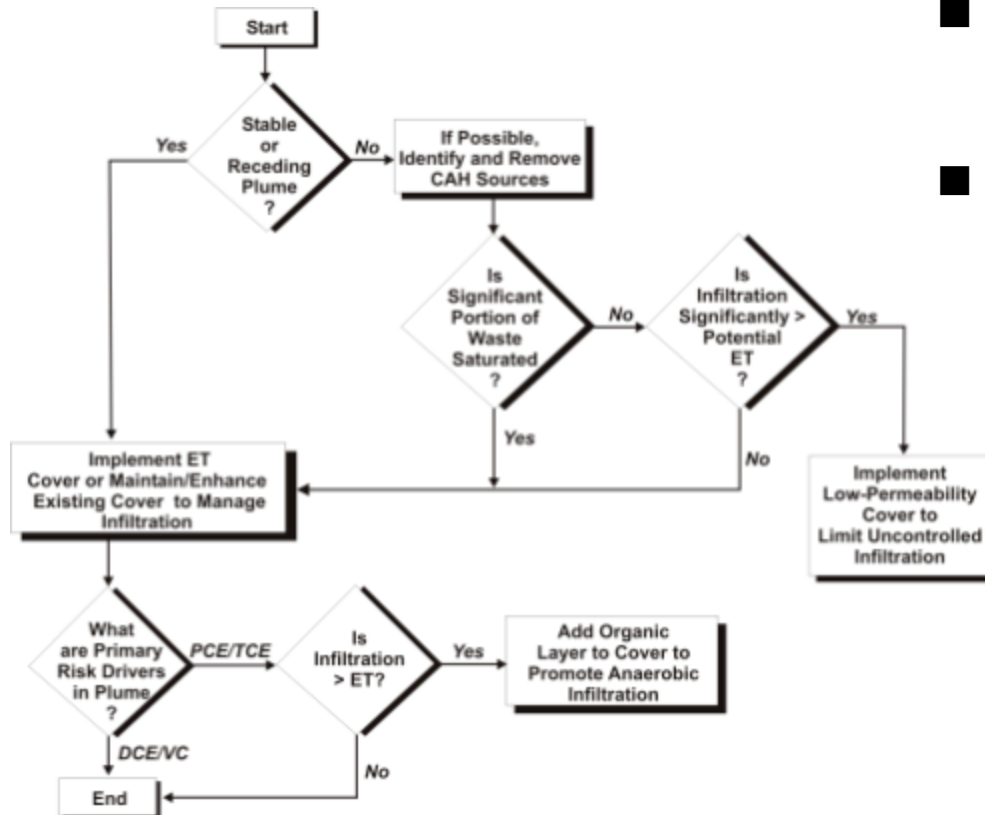 Start
Stable
or
Receding
Plume
?
Yes
No
If Possible,
Identify and Remove
CAH Sources
Is
Significant
Portion of
Waste
Saturated
?
No
Yes
Is
Infiltration
Significantly >
Potential
ET
?
Yes
No
Implement
Low-Permeability
Cover to
Limit Uncontrolled
Infiltration
Implement ET
Cover or Maintain/Enhance
Existing Cover to Manage
Infiltration
What
are Primary
Risk Drivers
in Plume
?
PCE/TCE
DCE/VC
Is
Infiltration
> ET?
Yes
No
Add Organic
Layer to Cover to
Promote Anaerobic
Infiltration
End